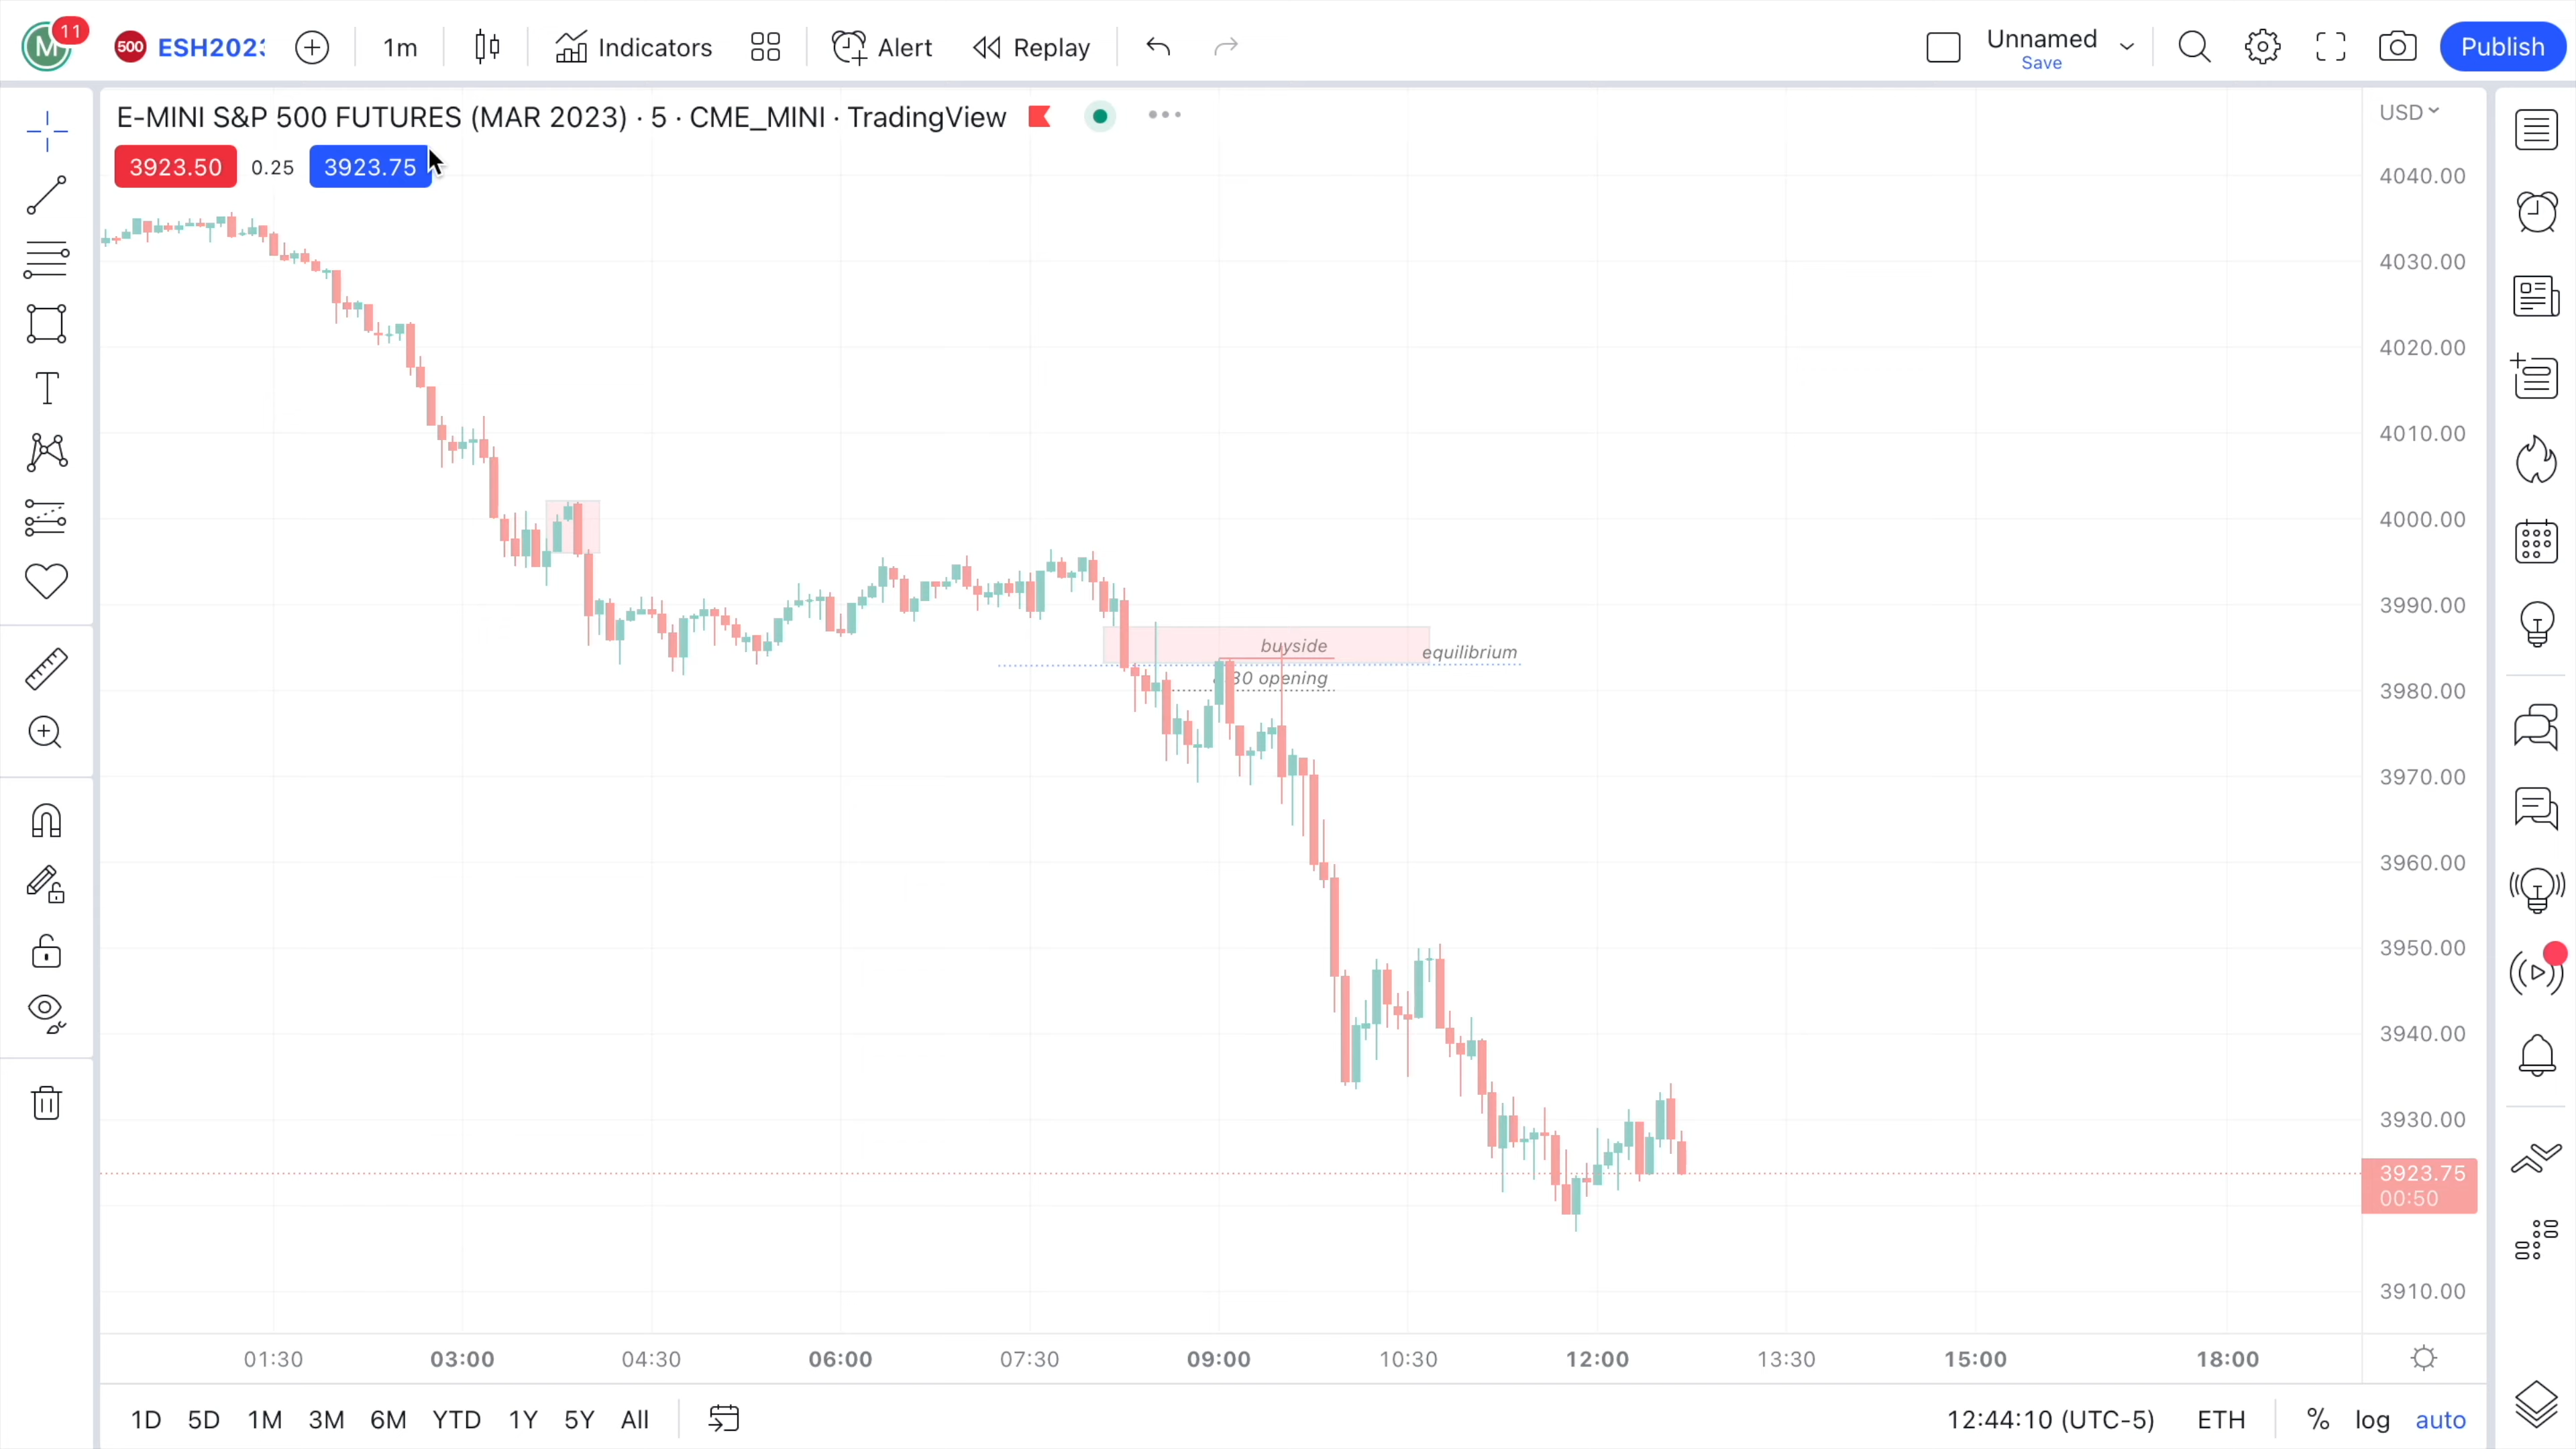 M 11 500 ESH2023 1m Indicators Alert Replay Unnamed Publish
Save
E-MINI S&P 500 FUTURES (MAR 2023) · 5 · CME_MINI · TradingView USD
3923.50 0.25 3923.75
4040.00
4030.00
4020.00
4010.00
4000.00
3990.00
buyside
equilibrium
30 opening
3980.00
3970.00
3960.00
3950.00
3940.00
3930.00
3923.75
00:50
3910.00
01:30 03:00 04:30 06:00 07:30 09:00 10:30 12:00 13:30 15:00 18:00
1D 5D 1M 3M 6M YTD 1Y 5Y All 12:44:10 (UTC-5) ETH % log auto